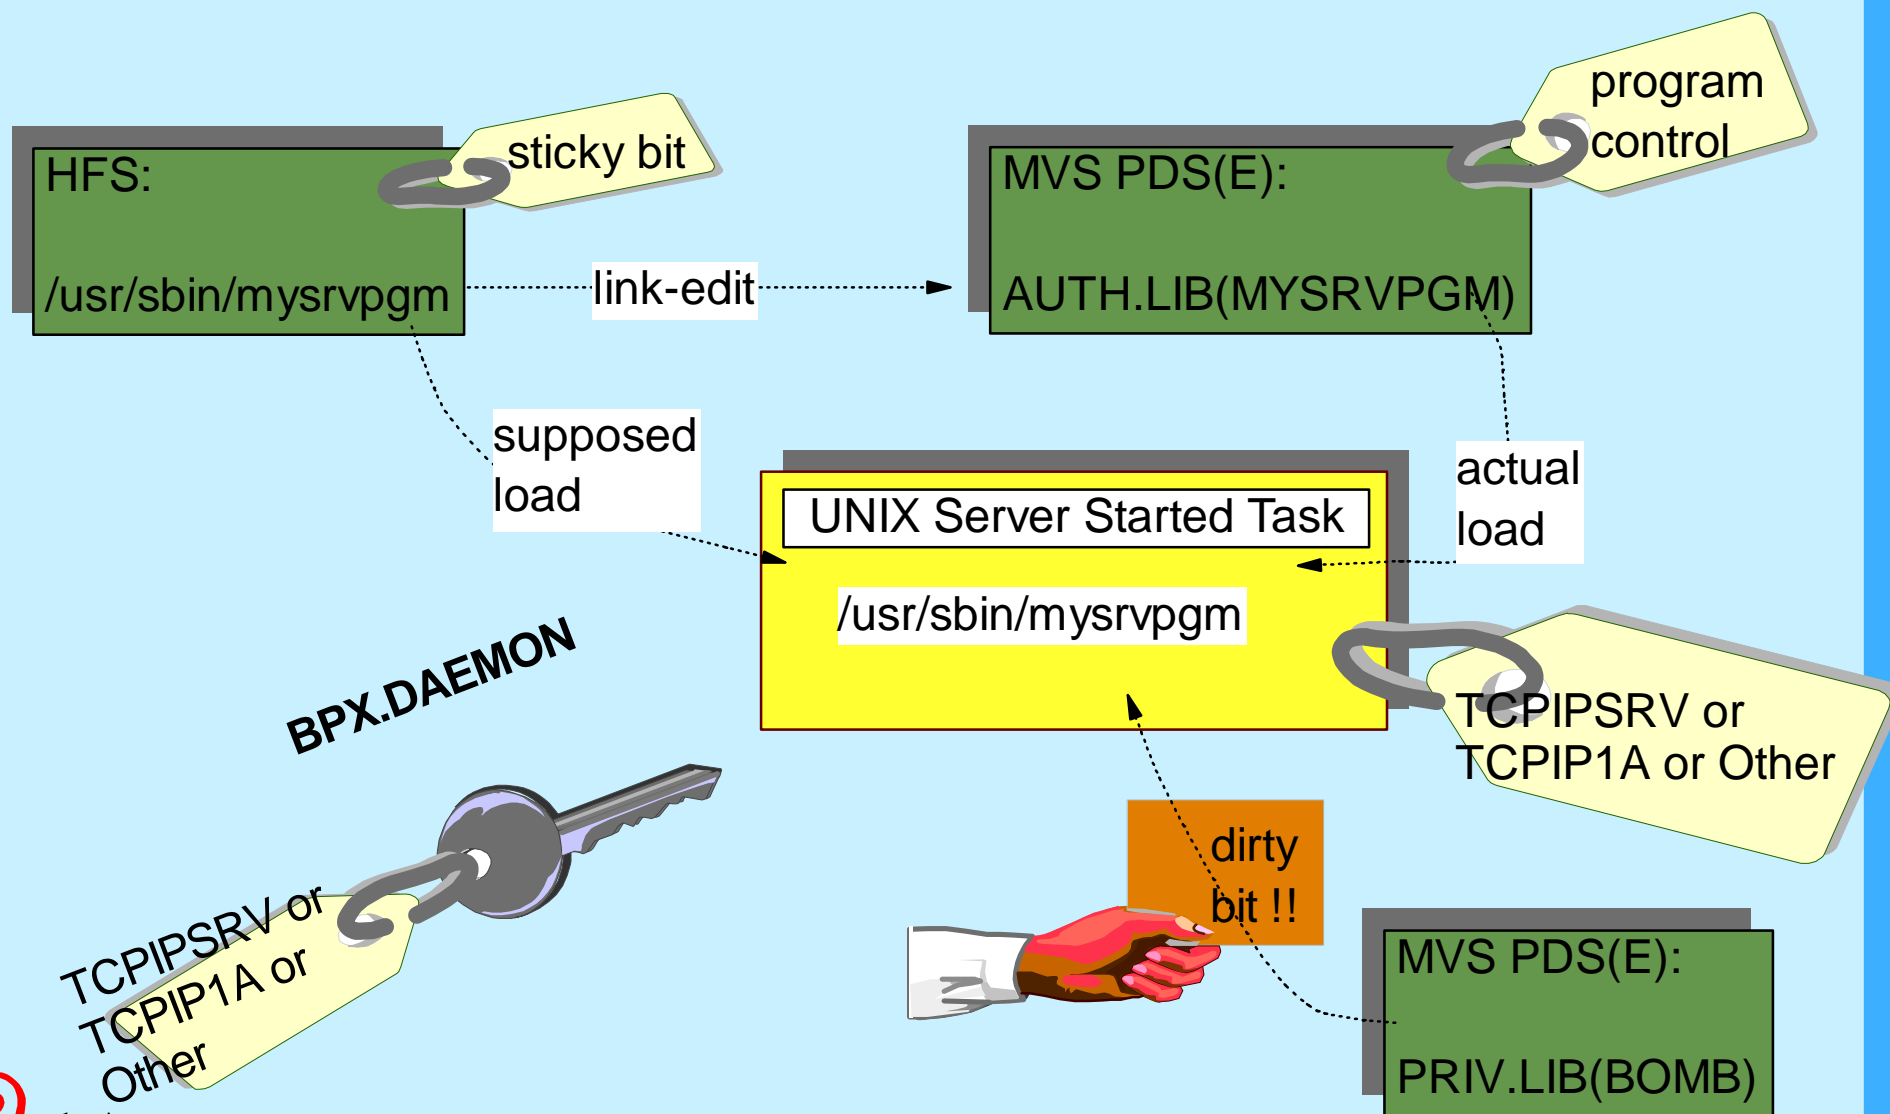 program
control
sticky bit
HFS:
/usr/sbin/mysrvpgm
MVS PDS(E):
AUTH.LIB(MYSRVPGM)
link-edit
supposed
load
actual
load
UNIX Server Started Task
/usr/sbin/mysrvpgm
BPX.DAEMON
TCPIPSRV or
TCPIP1A or Other
dirty
bit !!
TCPIPSRV or
TCPIP1A or
Other
MVS PDS(E):
PRIV.LIB(BOMB)